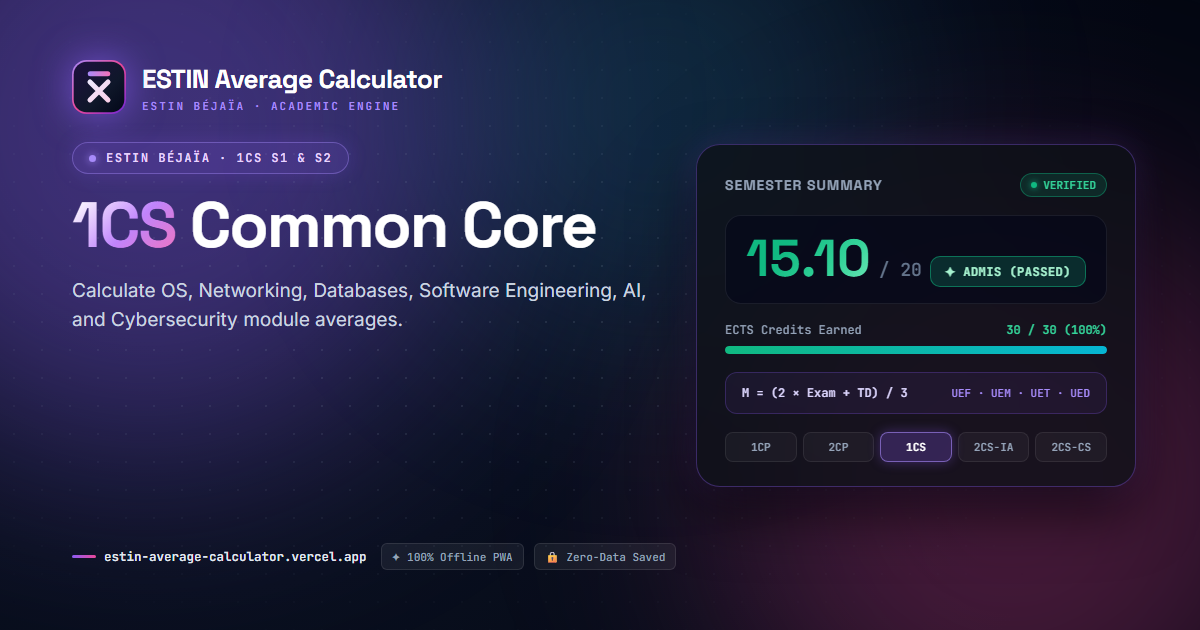 ESTIN Average Calculator
ESTIN BÉJAÏA · ACADEMIC ENGINE
ESTIN BÉJAÏA · 1CS S1 & S2
1CS Common Core
Calculate OS, Networking, Databases, Software Engineering, AI,
and Cybersecurity module averages.
SEMESTER SUMMARY
VERIFIED
15.10 / 20
✦ ADMIS (PASSED)
ECTS Credits Earned
30 / 30 (100%)
M = (2 × Exam + TD) / 3
UEF · UEM · UET · UED
1CP
2CP
1CS
2CS-IA
2CS-CS
estin-average-calculator.vercel.app
✦ 100% Offline PWA
🔒 Zero-Data Saved